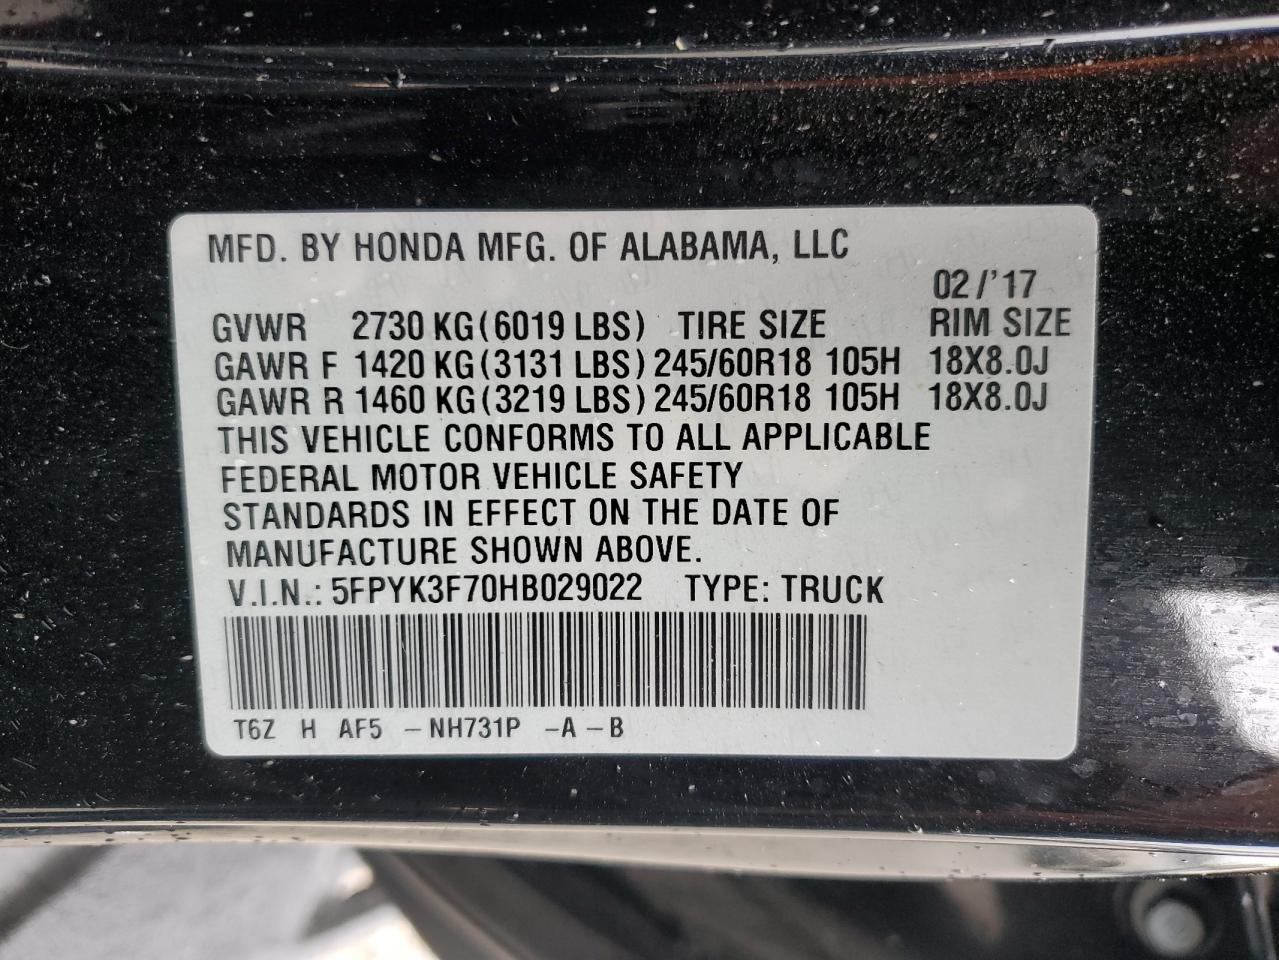 MFD. BY HONDA MFG. OF ALABAMA, LLC
02/'17
GVWR 2730 KG(6019 LBS) TIRE SIZE RIM SIZE
GAWR F 1420 KG(3131 LBS) 245/60R18 105H 18X8.0J
GAWR R 1460 KG(3219 LBS) 245/60R18 105H 18X8.0J
THIS VEHICLE CONFORMS TO ALL APPLICABLE
FEDERAL MOTOR VEHICLE SAFETY
STANDARDS IN EFFECT ON THE DATE OF
MANUFACTURE SHOWN ABOVE.
V.I.N.: 5FPYK3F70HB029022 TYPE: TRUCK
T6Z H AF5 -NH731P -A-B